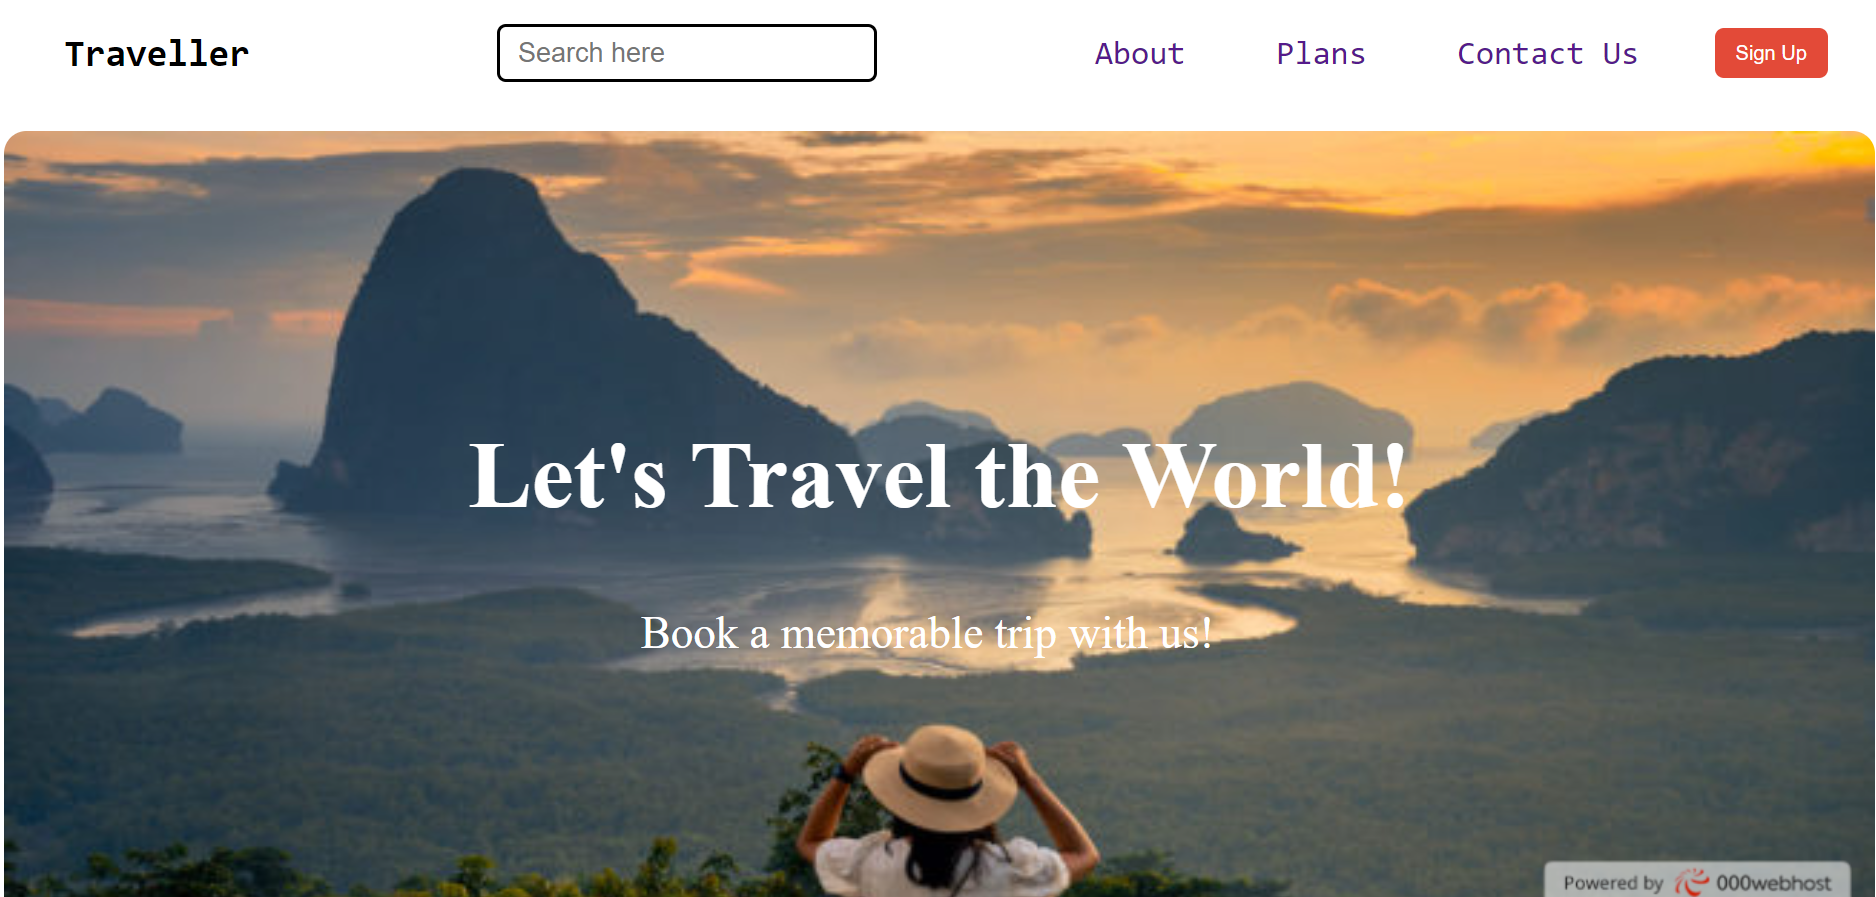 Traveller
Search here
About
Plans
Contact Us
Sign Up
Let's Travel the World!
Book a memorable trip with us!
Powered by 000webhost